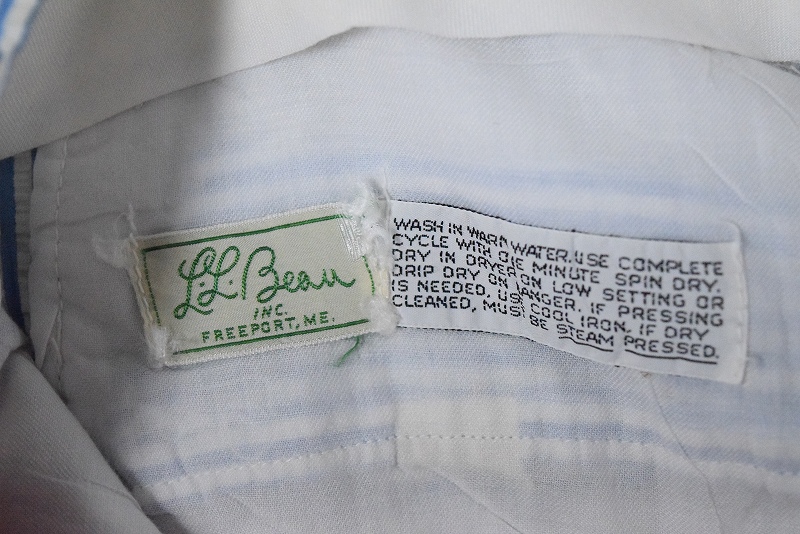 L.L.Bean
INC.
FREEPORT, ME.
WASH IN WARM WATER. USE COMPLETE
CYCLE WITH ONE MINUTE SPIN DRY.
DRY IN DRYER ON LOW SETTING OR
DRIP DRY ON HANGER. IF PRESSING
IS NEEDED, USE COOL IRON. IF DRY
CLEANED, MUST BE STEAM PRESSED.